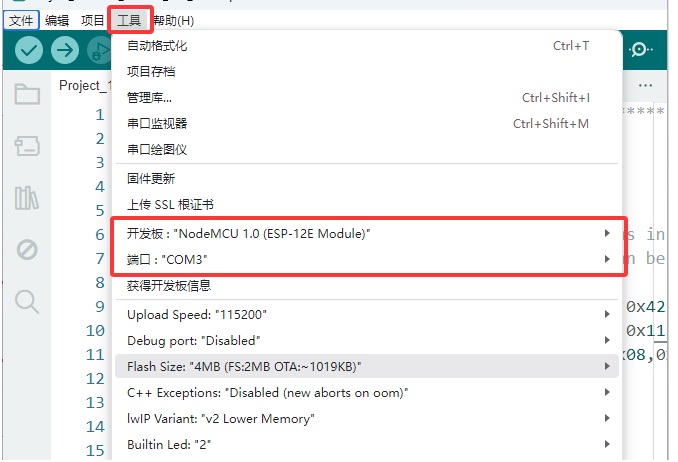 文件 编辑 项目 工具 帮助(H)
自动格式化 Ctrl+T
项目存档
Project_1
管理库... Ctrl+Shift+I
串口监视器 Ctrl+Shift+M
串口绘图仪
固件更新
上传 SSL 根证书
开发板 : "NodeMCU 1.0 (ESP-12E Module)"
端口 : "COM3"
获得开发板信息
Upload Speed: "115200"
Debug port: "Disabled"
Flash Size: "4MB (FS:2MB OTA:~1019KB)"
C++ Exceptions: "Disabled (new aborts on oom)"
lwIP Variant: "v2 Lower Memory"
Builtin Led: "2"
1
2
3
4
5
6 in
7 be
8
9 0x42
10 0x11
11 x08,0
12
13
14
15